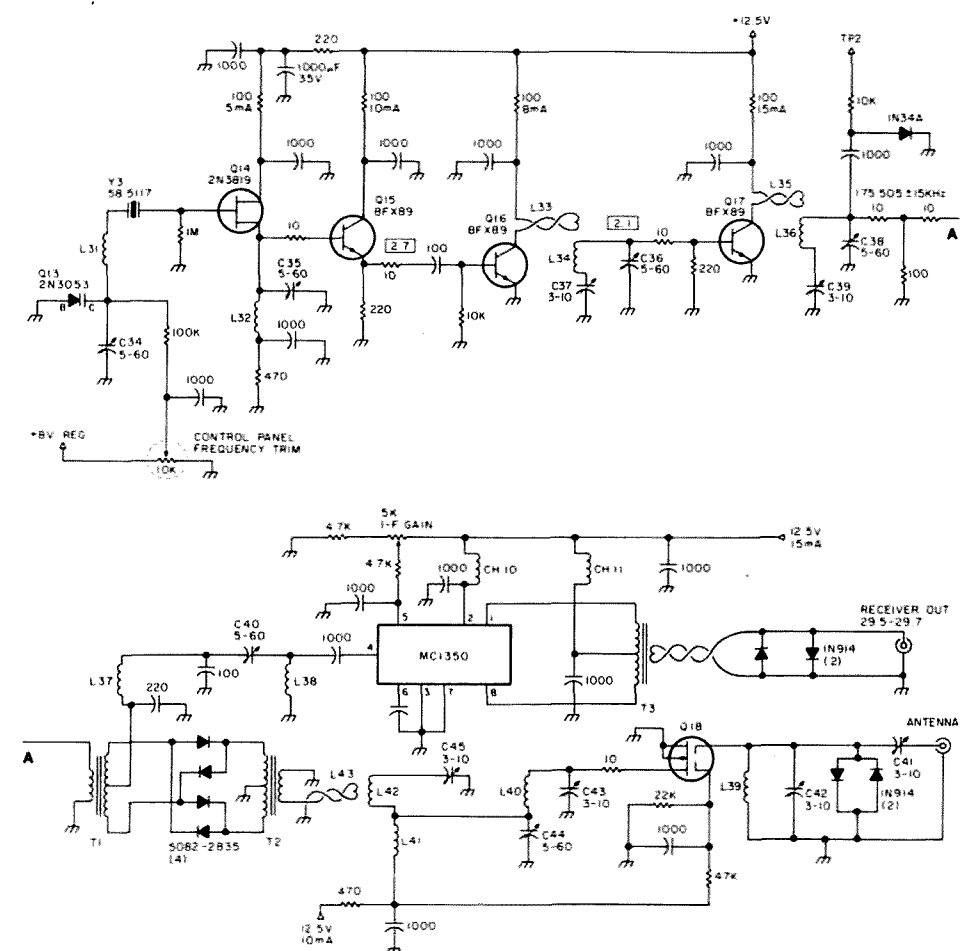 +12.5V
220
TP2
1000
1000µF
35V
100
5mA
100
10mA
100
8mA
100
15mA
10K
1N34A
1000
1000
1000
1000
1000
1000
Q14
2N3819
Y3
58.5117
Q15
BFX89
Q16
BFX89
L33
Q17
BFX89
L35
175.505 ±15KHz
10
10
A
L31
1M
10
2.7
100
10
L34
2.1
10
C36
5-60
L36
C38
5-60
Q13
2N3053
B
C
C35
5-60
C37
3-10
220
C39
3-10
100
C34
5-60
100K
L32
1000
220
10K
470
1000
+8V REG
CONTROL PANEL
FREQUENCY TRIM
10K
4.7K
5K
I-F GAIN
12.5V
15mA
4.7K
1000
CH 10
CH 11
1000
1000
5
2
1
C40
5-60
1000
4
MC1350
RECEIVER OUT
29.5-29.7
1N914
(2)
L37
100
L38
6
3
7
8
1000
T3
220
A
Q18
ANTENNA
C45
3-10
L43
L42
L40
C43
3-10
10
L39
C42
3-10
1N914
(2)
C41
3-10
T1
5082-2835
(4)
T2
L41
C44
5-60
22K
1000
47K
470
12.5V
10mA
1000